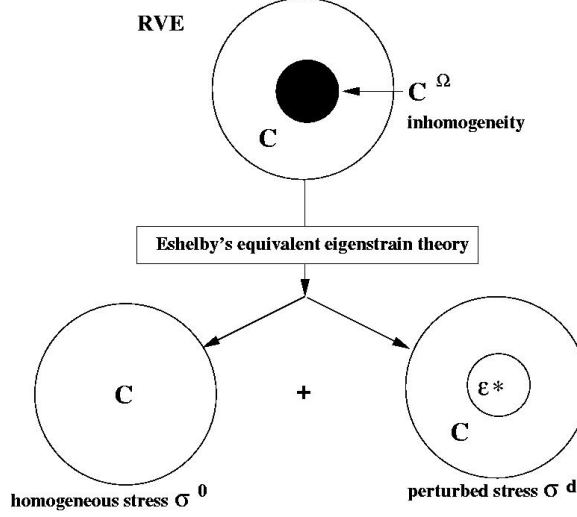 RVE
C Ω
inhomogeneity
C
Eshelby's equivalent eigenstrain theory
C
+
ε*
C
homogeneous stress σ 0
perturbed stress σ d